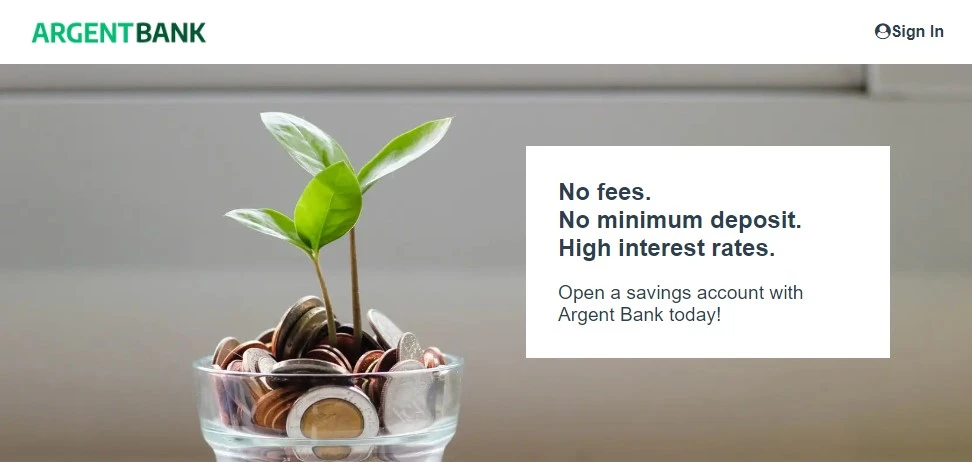 ARGENTBANK
Sign In
No fees.
No minimum deposit.
High interest rates.
Open a savings account with
Argent Bank today!